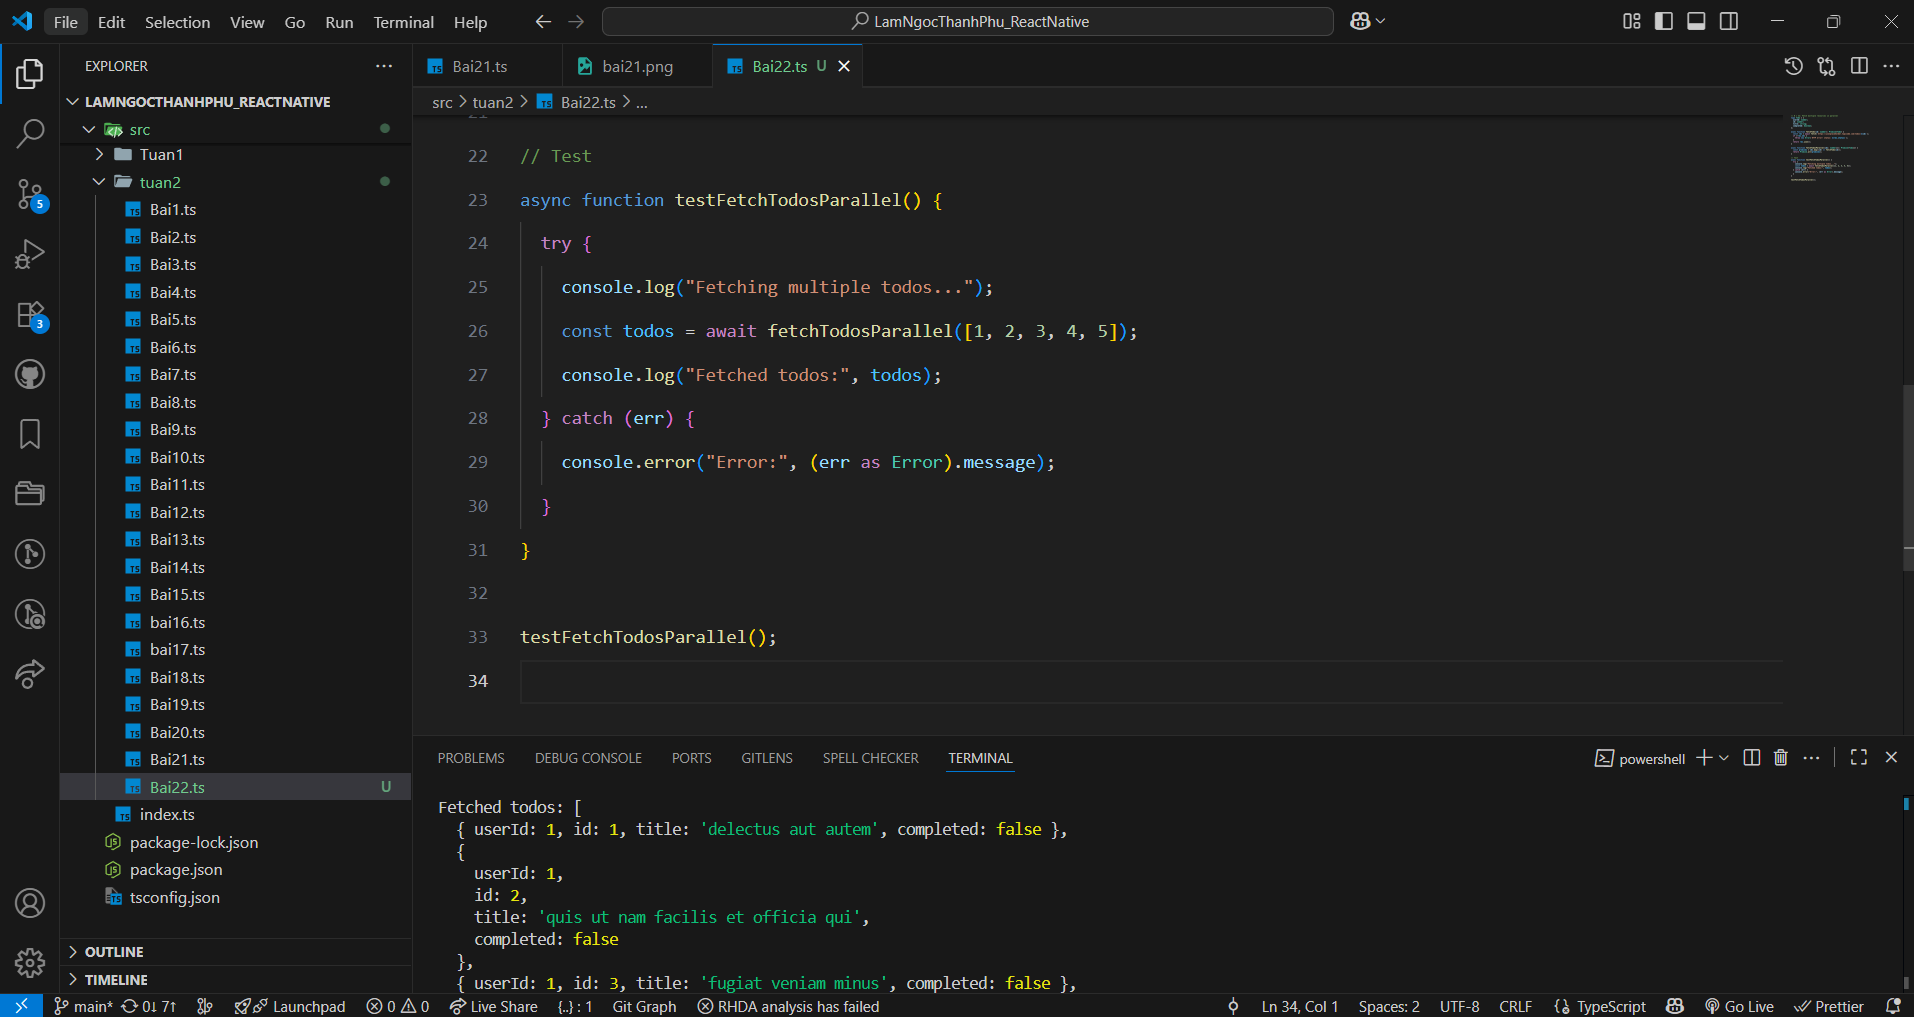 File Edit Selection View Go Run Terminal Help
LamNgocThanhPhu_ReactNative
EXPLORER
LAMNGOCTHANHPHU_REACTNATIVE
src
Tuan1
tuan2
Bai1.ts
Bai2.ts
Bai3.ts
Bai4.ts
Bai5.ts
Bai6.ts
Bai7.ts
Bai8.ts
Bai9.ts
Bai10.ts
Bai11.ts
Bai12.ts
Bai13.ts
Bai14.ts
Bai15.ts
bai16.ts
bai17.ts
Bai18.ts
Bai19.ts
Bai20.ts
Bai21.ts
Bai22.ts U
index.ts
package-lock.json
package.json
tsconfig.json
OUTLINE
TIMELINE
5
3
Bai21.ts bai21.png Bai22.ts U
src > tuan2 > Bai22.ts > ...
22 // Test
23 async function testFetchTodosParallel() {
24 try {
25 console.log("Fetching multiple todos...");
26 const todos = await fetchTodosParallel([1, 2, 3, 4, 5]);
27 console.log("Fetched todos:", todos);
28 } catch (err) {
29 console.error("Error:", (err as Error).message);
30 }
31 }
32
33 testFetchTodosParallel();
34
PROBLEMS DEBUG CONSOLE PORTS GITLENS SPELL CHECKER TERMINAL
powershell
Fetched todos: [
{ userId: 1, id: 1, title: 'delectus aut autem', completed: false },
{
userId: 1,
id: 2,
title: 'quis ut nam facilis et officia qui',
completed: false
},
{ userId: 1, id: 3, title: 'fugiat veniam minus', completed: false },
main* 0↓ 7↑ Launchpad 0 0 Live Share {..} : 1 Git Graph RHDA analysis has failed Ln 34, Col 1 Spaces: 2 UTF-8 CRLF TypeScript Go Live Prettier